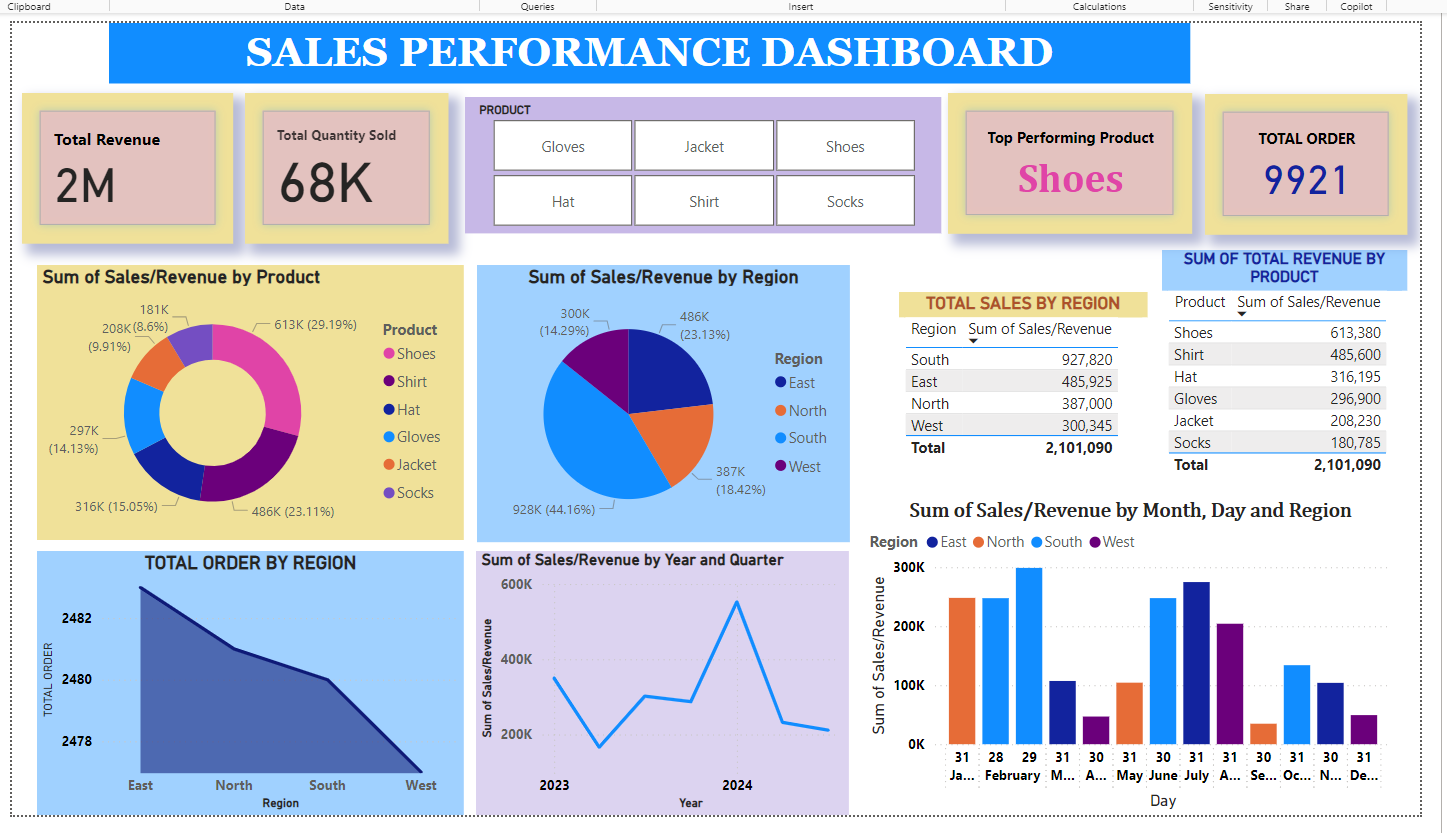 Clipboard
Data
Queries
Insert
Calculations
Sensitivity
Share
Copilot
SALES PERFORMANCE DASHBOARD
Total Revenue
2M
Total Quantity Sold
68K
PRODUCT
Gloves
Jacket
Shoes
Hat
Shirt
Socks
Top Performing Product
Shoes
TOTAL ORDER
9921
Sum of Sales/Revenue by Product
181K
(8.6%)
208K
(9.91%)
297K
(14.13%)
316K (15.05%)
486K (23.11%)
613K (29.19%)
Product
Shoes
Shirt
Hat
Gloves
Jacket
Socks
Sum of Sales/Revenue by Region
300K
(14.29%)
486K
(23.13%)
387K
(18.42%)
928K (44.16%)
Region
East
North
South
West
TOTAL SALES BY REGION
Region Sum of Sales/Revenue
South 927,820
East 485,925
North 387,000
West 300,345
Total 2,101,090
SUM OF TOTAL REVENUE BY
PRODUCT
Product Sum of Sales/Revenue
Shoes 613,380
Shirt 485,600
Hat 316,195
Gloves 296,900
Jacket 208,230
Socks 180,785
Total 2,101,090
TOTAL ORDER BY REGION
TOTAL ORDER
2482
2480
2478
East North South West
Region
Sum of Sales/Revenue by Year and Quarter
Sum of Sales/Revenue
600K
400K
200K
2023 2024
Year
Sum of Sales/Revenue by Month, Day and Region
Region East North South West
Sum of Sales/Revenue
300K
200K
100K
0K
31 28 29 31 30 31 30 31 31 30 31 30 31
Ja... February M... A... May June July A... Se... Oc... N... De...
Day